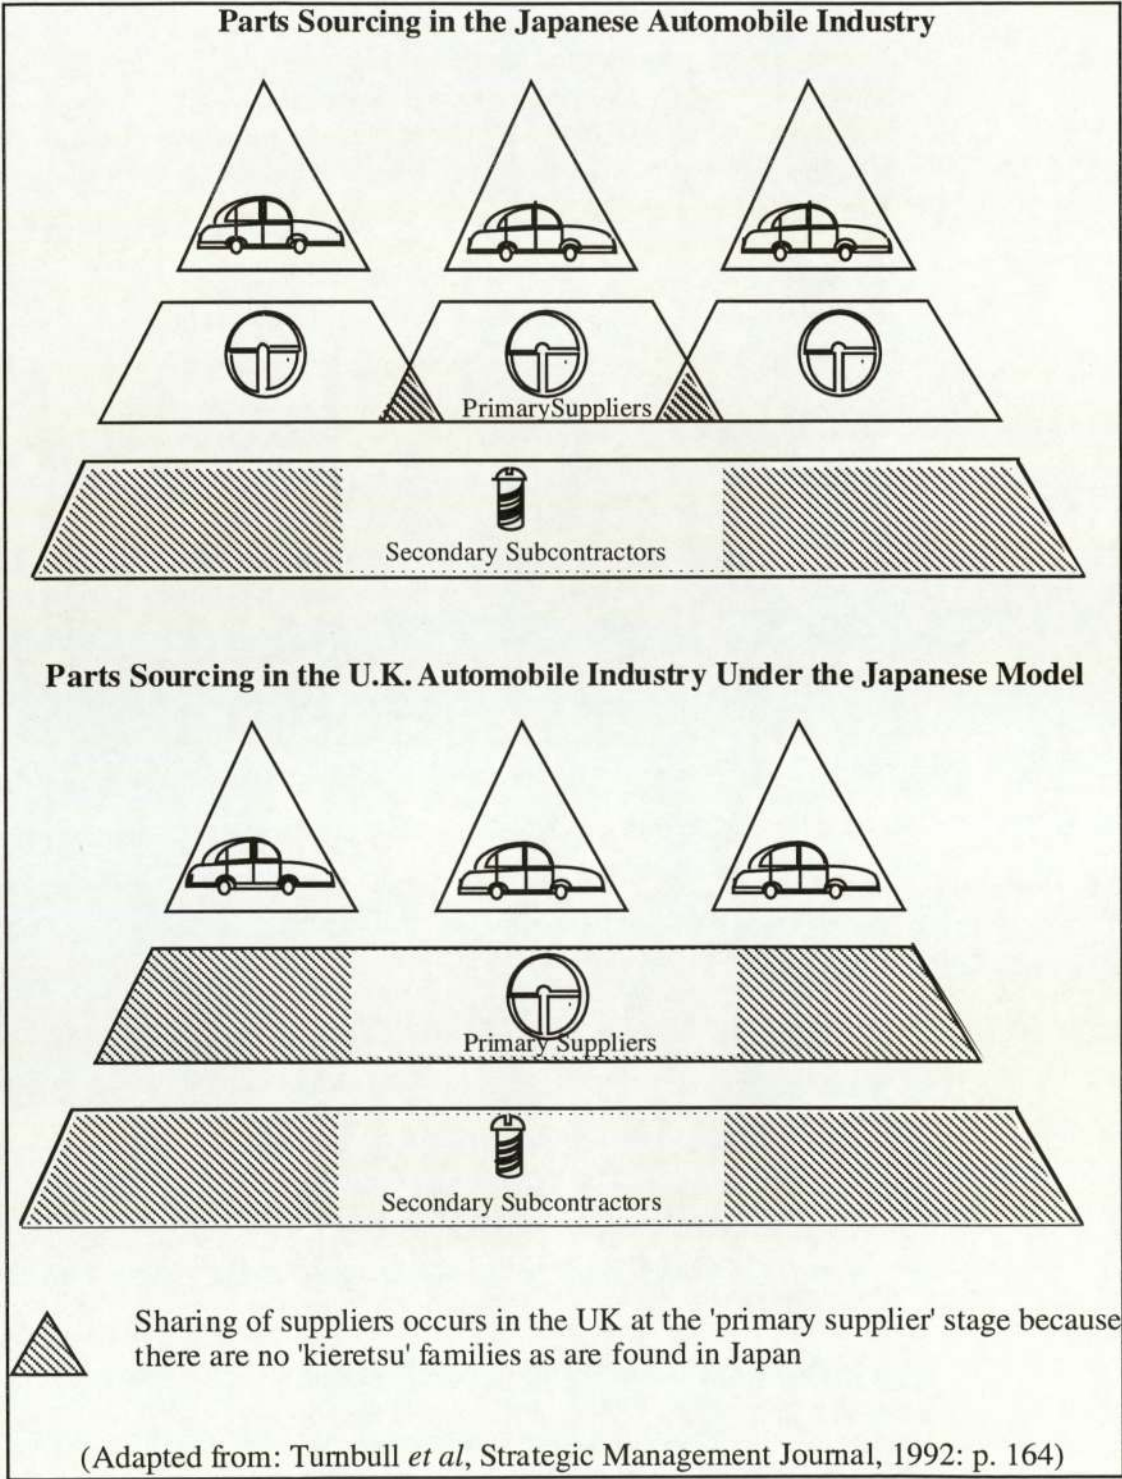 Parts Sourcing in the Japanese Automobile Industry
PrimarySuppliers
Secondary Subcontractors
Parts Sourcing in the U.K. Automobile Industry Under the Japanese Model
Primary Suppliers
Secondary Subcontractors
Sharing of suppliers occurs in the UK at the 'primary supplier' stage because
there are no 'kieretsu' families as are found in Japan
(Adapted from: Turnbull et al, Strategic Management Journal, 1992: p. 164)